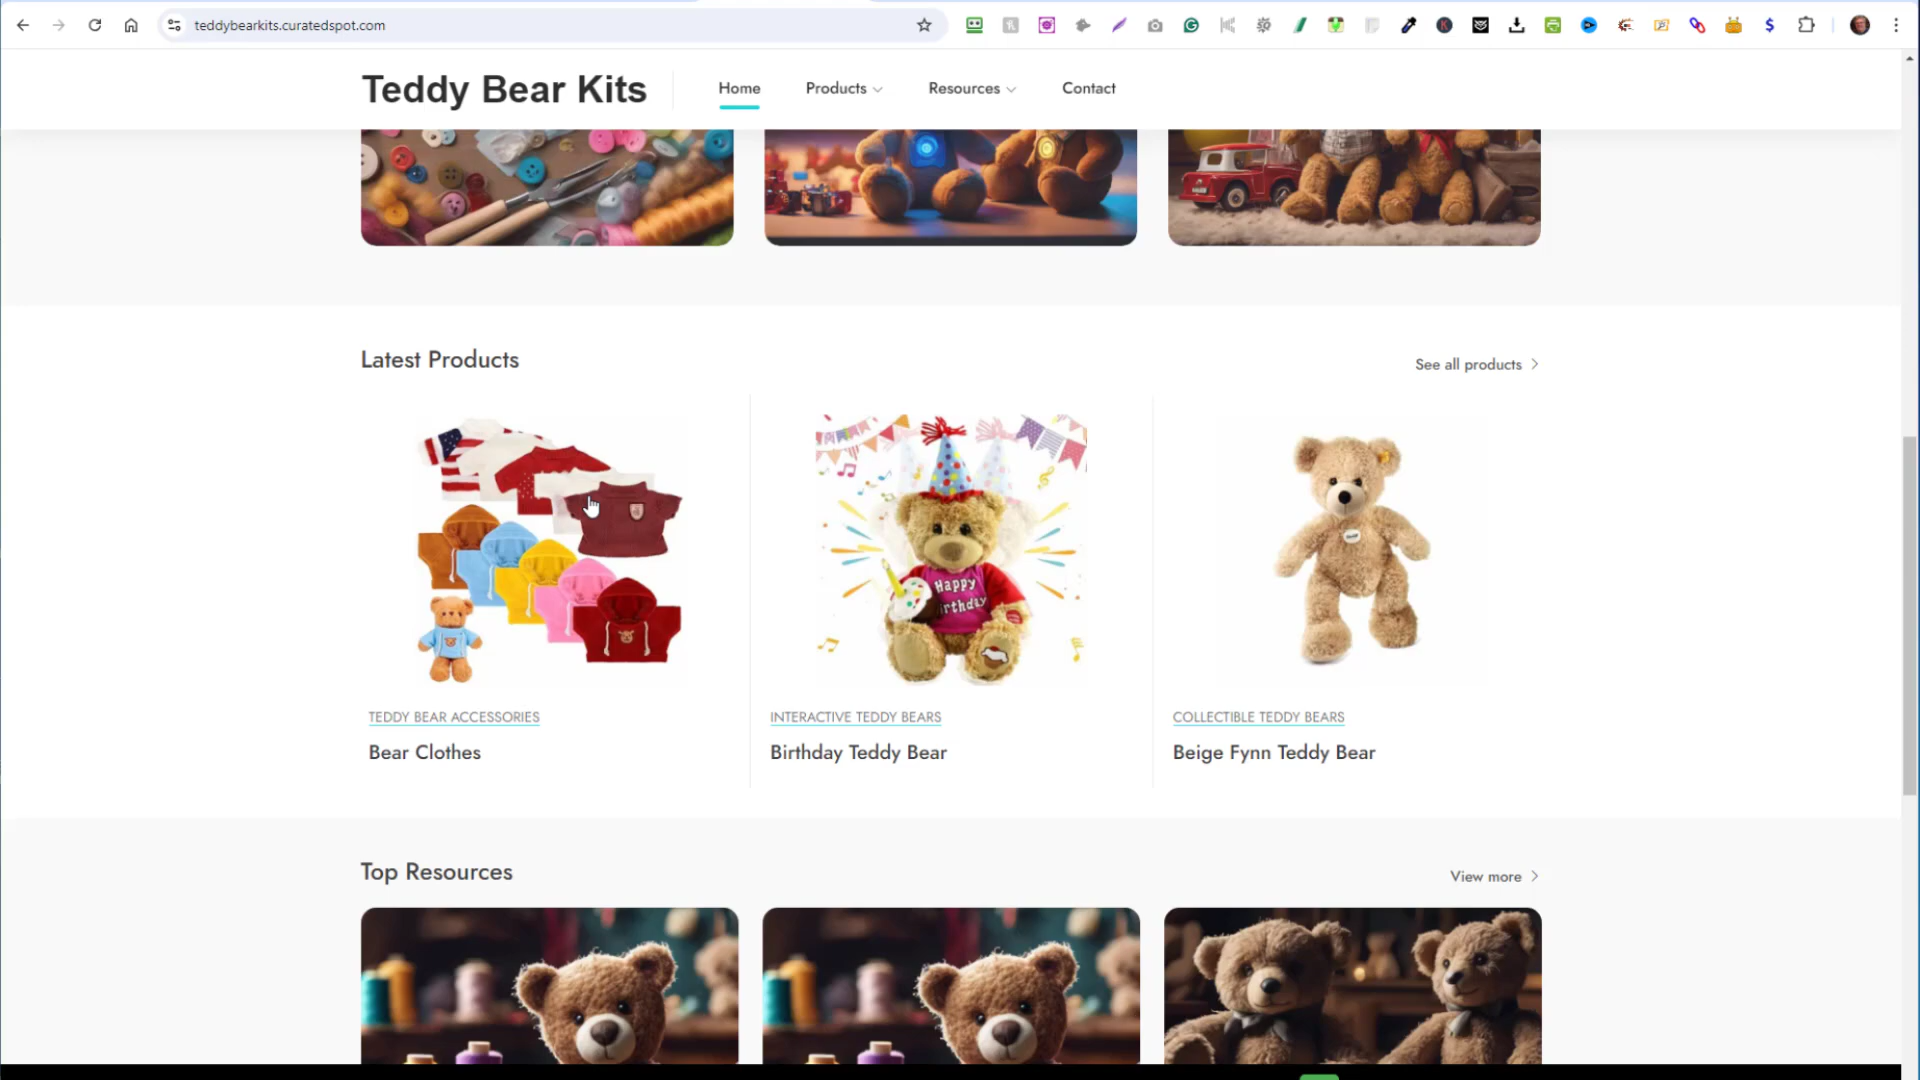 teddybearkits.curatedspot.com
Teddy Bear Kits
Home
Products
Resources
Contact
Latest Products
See all products
Happy
Birthday
TEDDY BEAR ACCESSORIES
Bear Clothes
INTERACTIVE TEDDY BEARS
Birthday Teddy Bear
COLLECTIBLE TEDDY BEARS
Beige Fynn Teddy Bear
Top Resources
View more